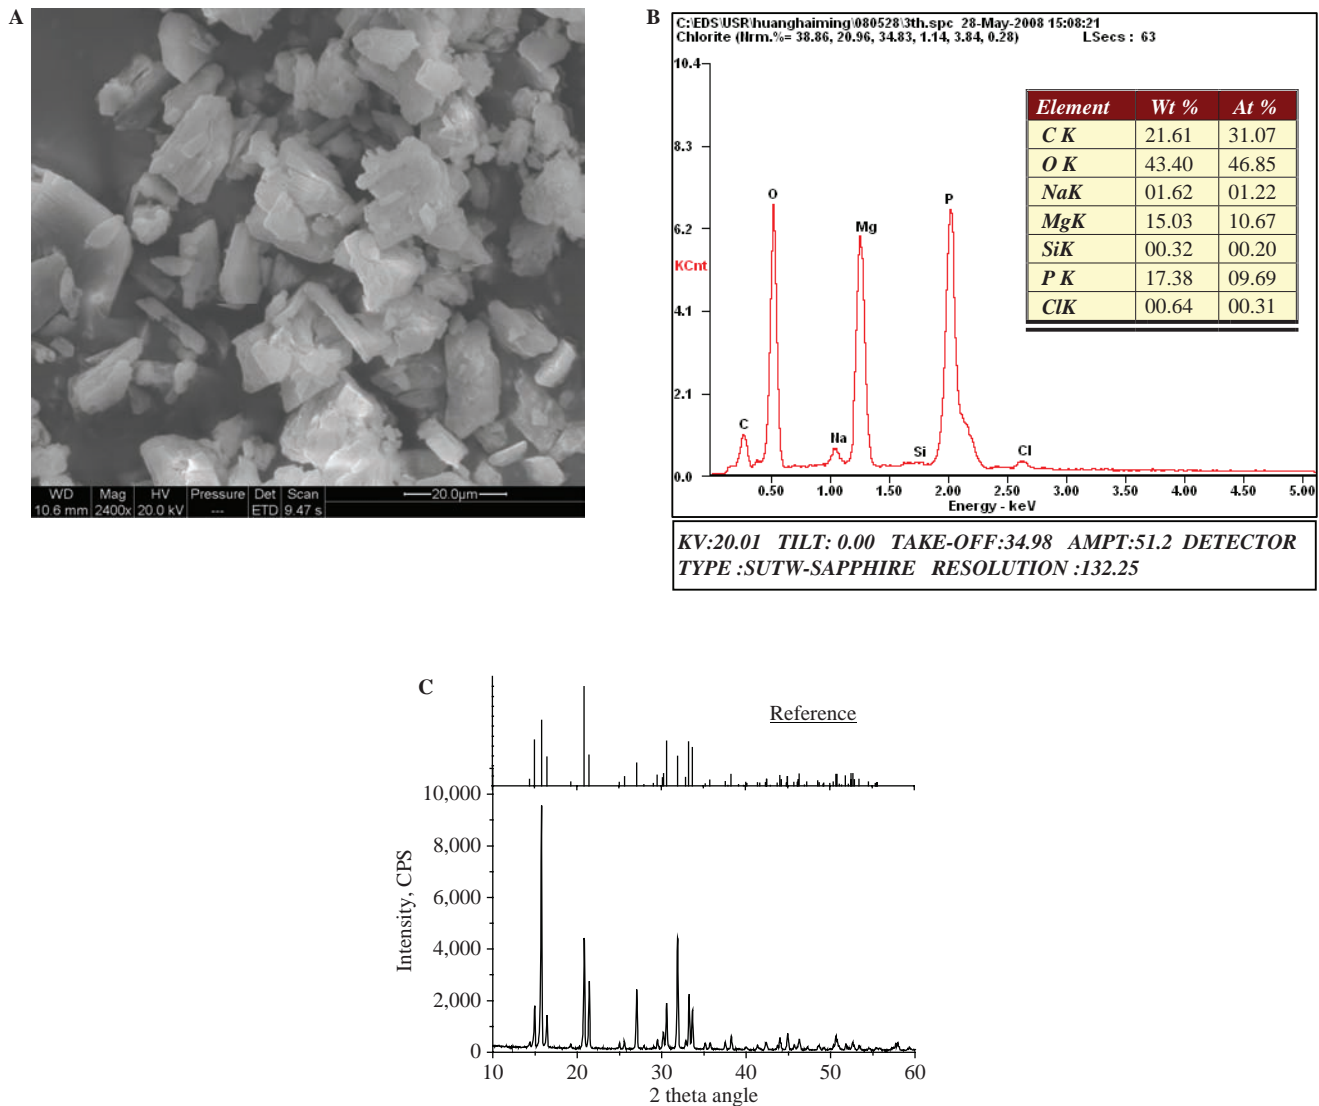 A
WD Mag HV Pressure Det Scan
10.6 mm 2400x 20.0 kV --- ETD 9.47 s
20.0µm
B
C:\EDS\USR\huanghaiming\080528\3th.spc 28-May-2008 15:08:21
Chlorite (Nrm.%= 38.86, 20.96, 34.83, 1.14, 3.84, 0.28) LSecs : 63
10.4
8.3
6.2
KCnt
4.1
2.1
0.0
C
O
Na
Mg
Si
P
Cl
0.50 1.00 1.50 2.00 2.50 3.00 3.50 4.00 4.50 5.00
Energy - keV
Element Wt % At %
C K 21.61 31.07
O K 43.40 46.85
NaK 01.62 01.22
MgK 15.03 10.67
SiK 00.32 00.20
P K 17.38 09.69
ClK 00.64 00.31
KV:20.01 TILT: 0.00 TAKE-OFF:34.98 AMPT:51.2 DETECTOR
TYPE :SUTW-SAPPHIRE RESOLUTION :132.25
C
Reference
10,000
8,000
6,000
4,000
2,000
0
Intensity, CPS
10 20 30 40 50 60
2 theta angle